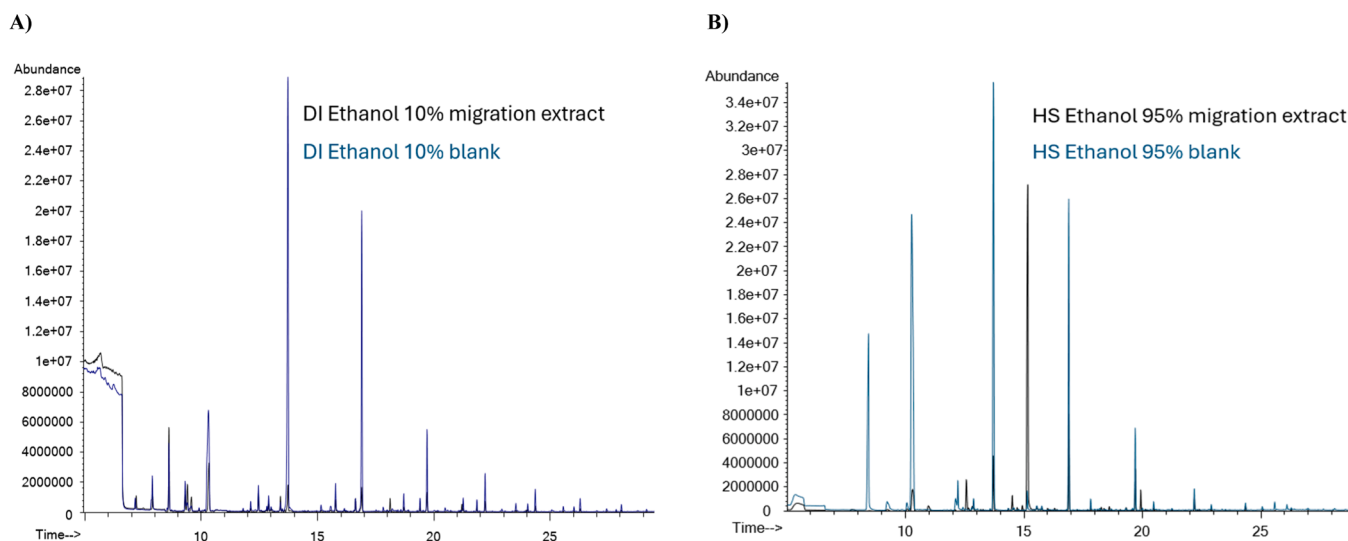 A)
B)
Abundance
2.8e+07
2.6e+07
2.4e+07
2.2e+07
2e+07
1.8e+07
1.6e+07
1.4e+07
1.2e+07
1e+07
8000000
6000000
4000000
2000000
0
Time-->
10
15
20
25
DI Ethanol 10% migration extract
DI Ethanol 10% blank
Abundance
3.4e+07
3.2e+07
3e+07
2.8e+07
2.6e+07
2.4e+07
2.2e+07
2e+07
1.8e+07
1.6e+07
1.4e+07
1.2e+07
1e+07
8000000
6000000
4000000
2000000
0
Time-->
10
15
20
25
HS Ethanol 95% migration extract
HS Ethanol 95% blank